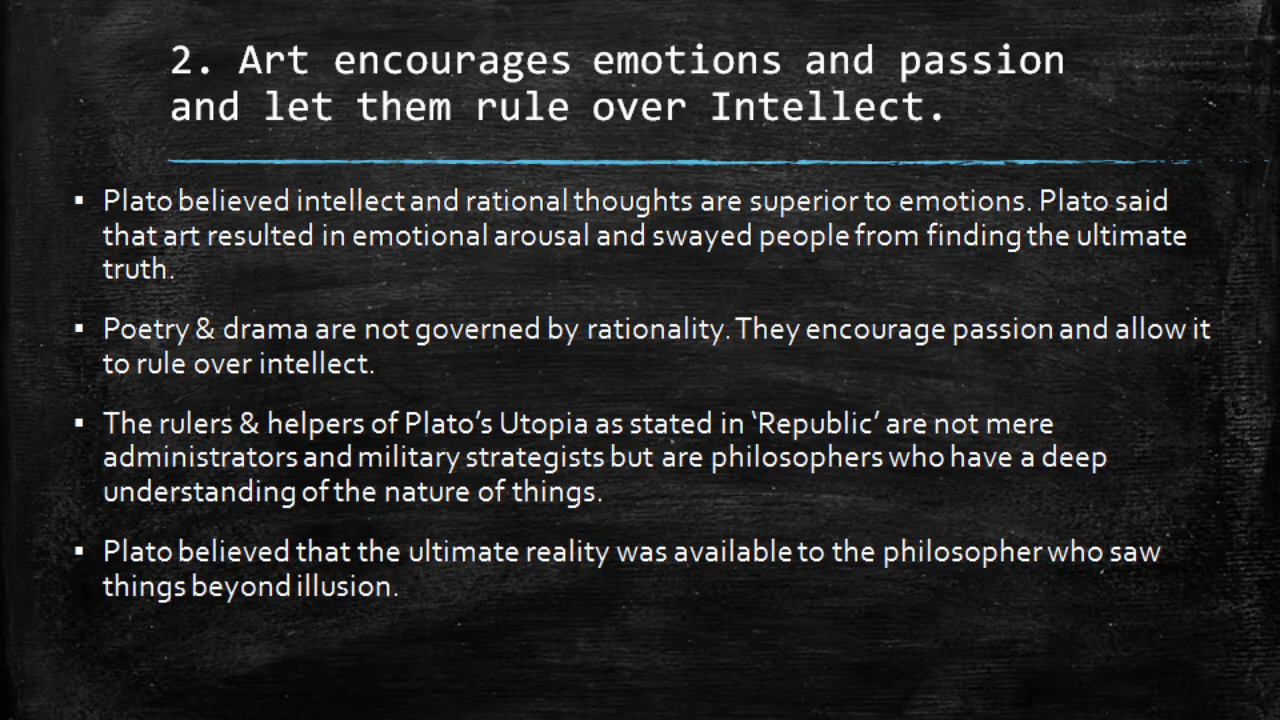 2. Art encourages emotions and passion
and let them rule over Intellect.
▪ Plato believed intellect and rational thoughts are superior to emotions. Plato said
that art resulted in emotional arousal and swayed people from finding the ultimate
truth.
▪ Poetry & drama are not governed by rationality. They encourage passion and allow it
to rule over intellect.
▪ The rulers & helpers of Plato’s Utopia as stated in ‘Republic’ are not mere
administrators and military strategists but are philosophers who have a deep
understanding of the nature of things.
▪ Plato believed that the ultimate reality was available to the philosopher who saw
things beyond illusion.